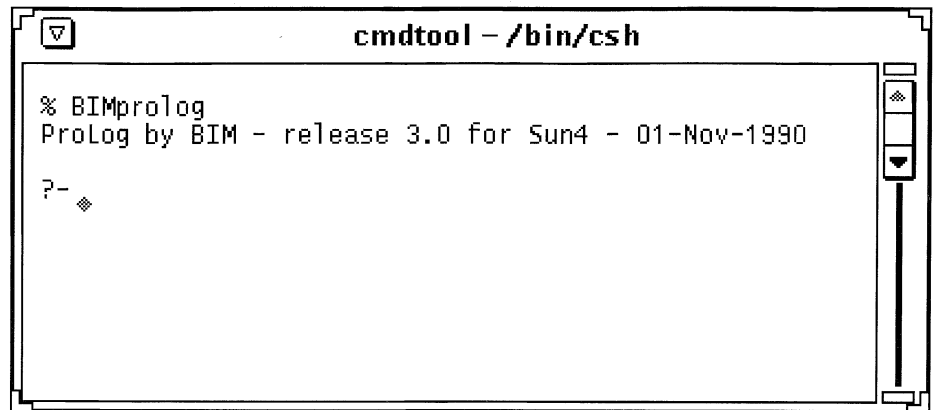 cmdtool – /bin/csh
% BIMprolog
ProLog by BIM - release 3.0 for Sun4 - 01-Nov-1990
?-